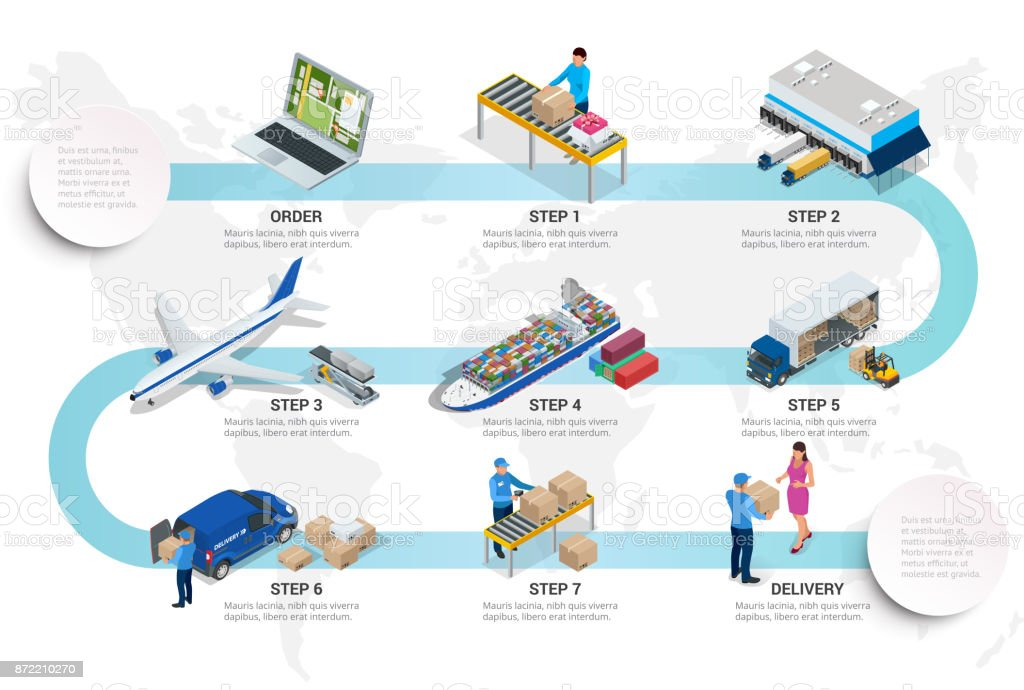 Duis est urna, finibus
et vestibulum at,
mattis ornare urna.
Morbi viverra ex et
metus efficitur, ut
molestie est gravida.
ORDER
Mauris lacinia, nibh quis viverra
dapibus, libero erat interdum.
STEP 1
Mauris lacinia, nibh quis viverra
dapibus, libero erat interdum.
STEP 2
Mauris lacinia, nibh quis viverra
dapibus, libero erat interdum.
STEP 3
Mauris lacinia, nibh quis viverra
dapibus, libero erat interdum.
STEP 4
Mauris lacinia, nibh quis viverra
dapibus, libero erat interdum.
STEP 5
Mauris lacinia, nibh quis viverra
dapibus, libero erat interdum.
DELIVERY
STEP 6
Mauris lacinia, nibh quis viverra
dapibus, libero erat interdum.
STEP 7
Mauris lacinia, nibh quis viverra
dapibus, libero erat interdum.
DELIVERY
Mauris lacinia, nibh quis viverra
dapibus, libero erat interdum.
Duis est urna, finibus
et vestibulum at,
mattis ornare urna.
Morbi viverra ex et
metus efficitur, ut
molestie est gravida.
iStock
by Getty Images
872210270